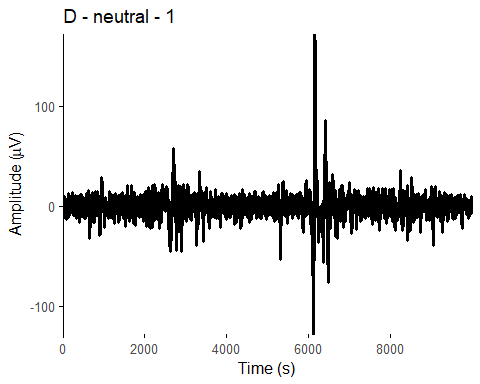 D - neutral - 1
Amplitude (μV)
100
0
-100
0 2000 4000 6000 8000
Time (s)